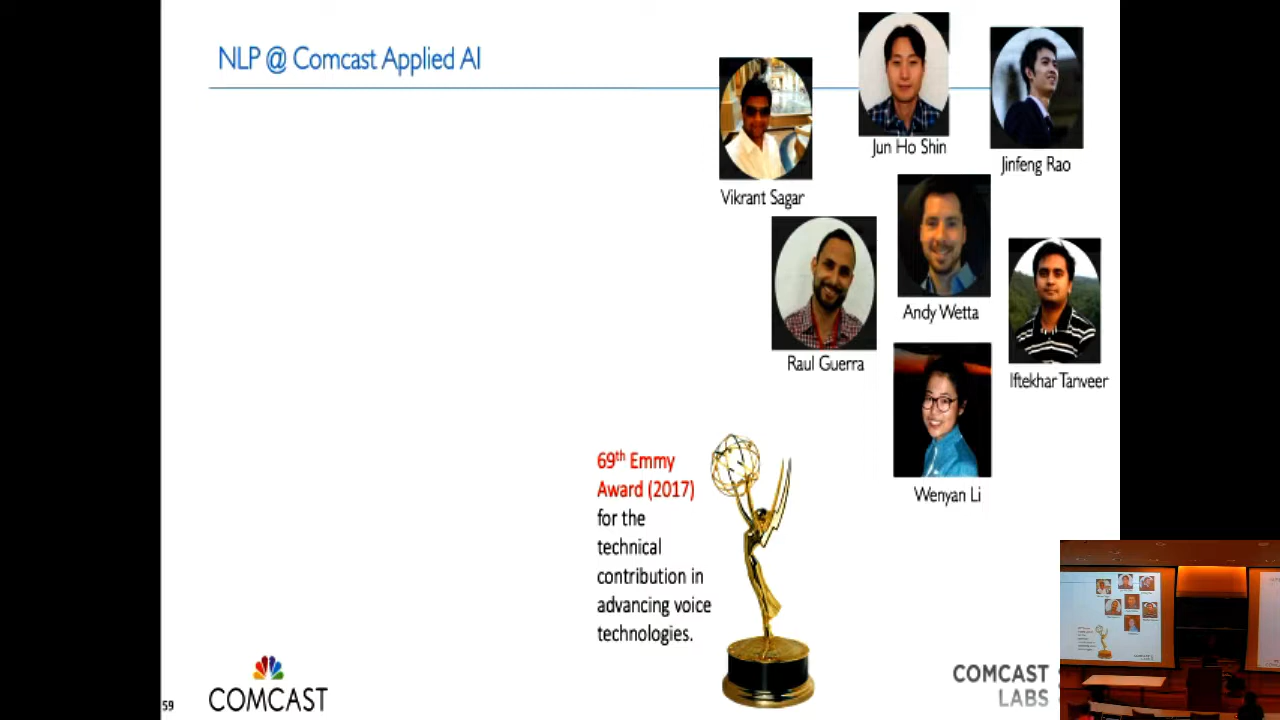 NLP @ Comcast Applied AI
Vikrant Sagar
Jun Ho Shin
Jinfeng Rao
Raul Guerra
Andy Wetta
Iftekhar Tanveer
Wenyan Li
69th Emmy
Award (2017)
for the
technical
contribution in
advancing voice
technologies.
59
COMCAST
COMCAST
LABS